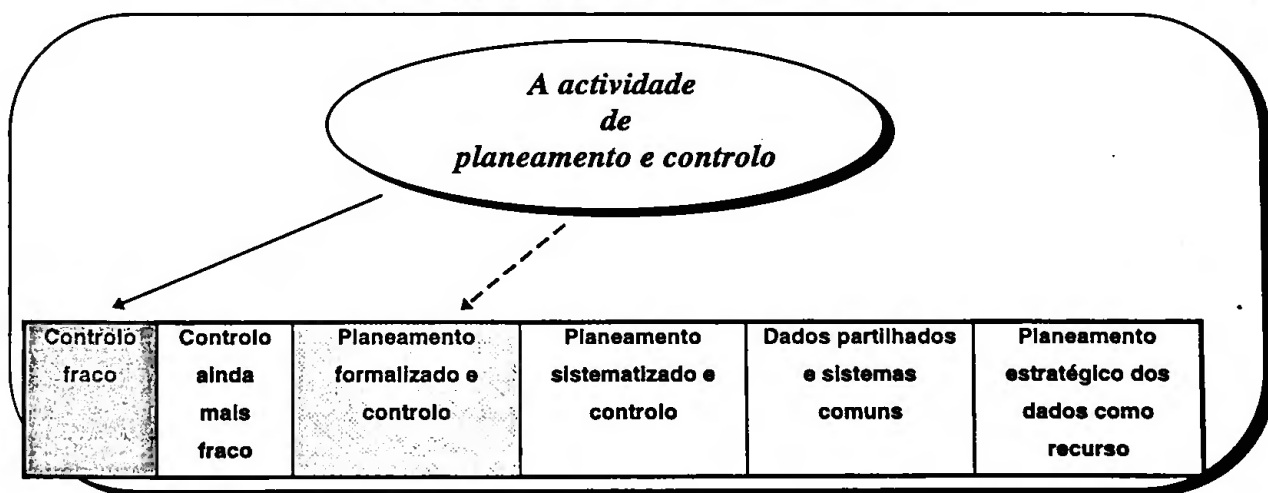 A actividade
de
planeamento e controlo
Controlo
fraco
Controlo
ainda
mais
fraco
Planeamento
formalizado e
controlo
Planeamento
sistematizado e
controlo
Dados partilhados
e sistemas
comuns
Planeamento
estratégico dos
dados como
recurso